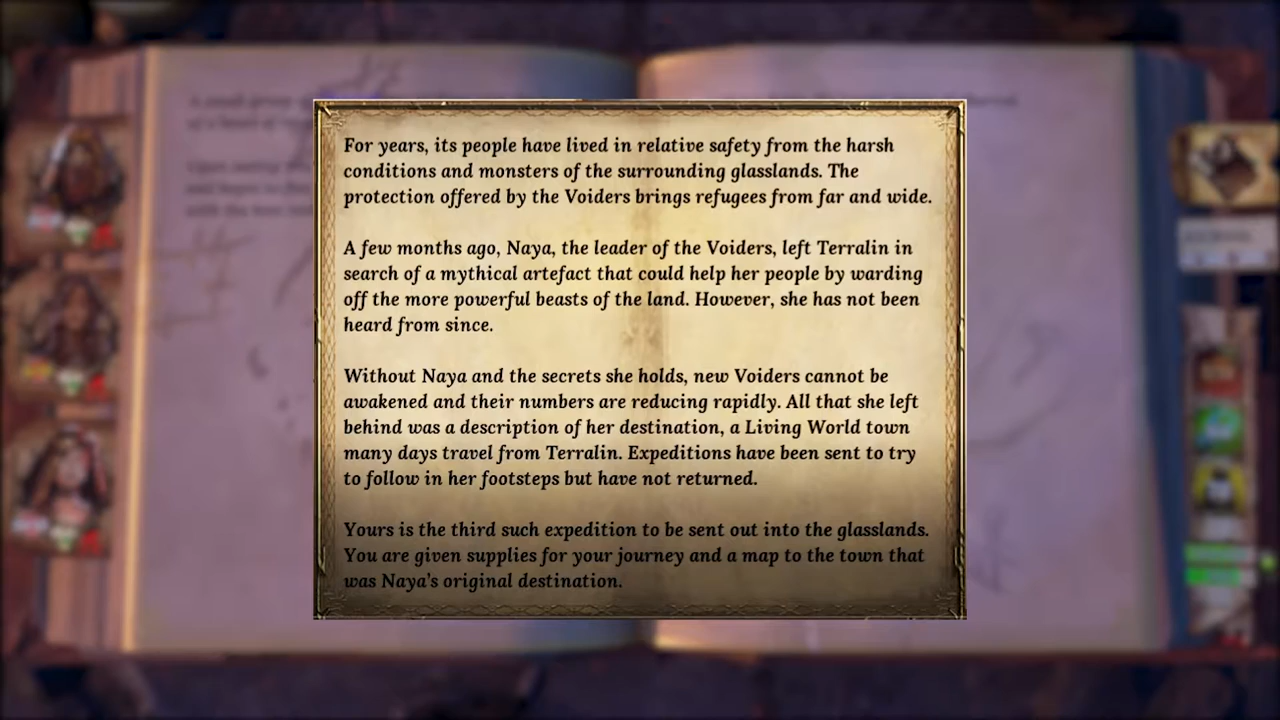 For years, its people have lived in relative safety from the harsh
conditions and monsters of the surrounding glasslands. The
protection offered by the Voiders brings refugees from far and wide.
A few months ago, Naya, the leader of the Voiders, left Terralin in
search of a mythical artefact that could help her people by warding
off the more powerful beasts of the land. However, she has not been
heard from since.
Without Naya and the secrets she holds, new Voiders cannot be
awakened and their numbers are reducing rapidly. All that she left
behind was a description of her destination, a Living World town
many days travel from Terralin. Expeditions have been sent to try
to follow in her footsteps but have not returned.
Yours is the third such expedition to be sent out into the glasslands.
You are given supplies for your journey and a map to the town that
was Naya's original destination.